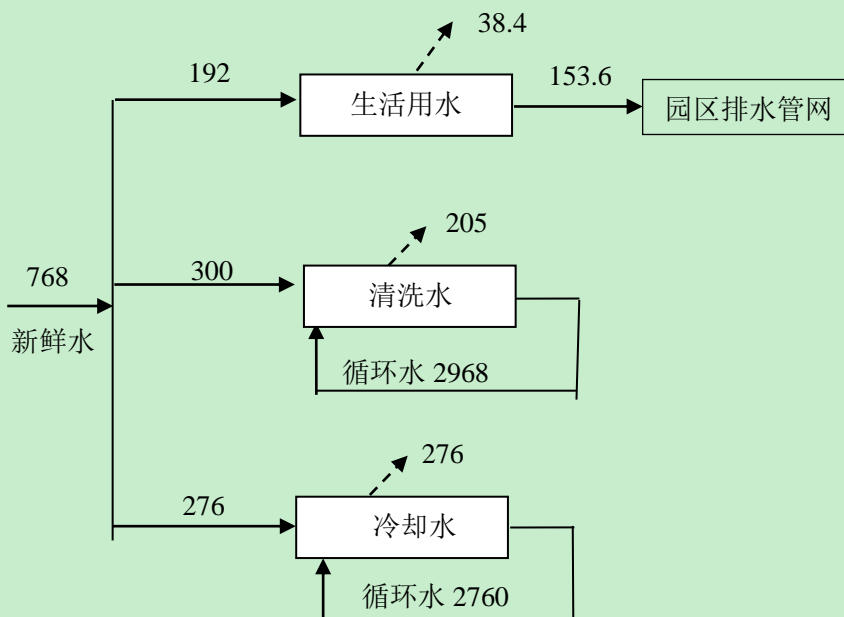 38.4
192
153.6
生活用水
园区排水管网
205
768
300
清洗水
新鲜水
循环水 2968
276
276
冷却水
循环水 2760